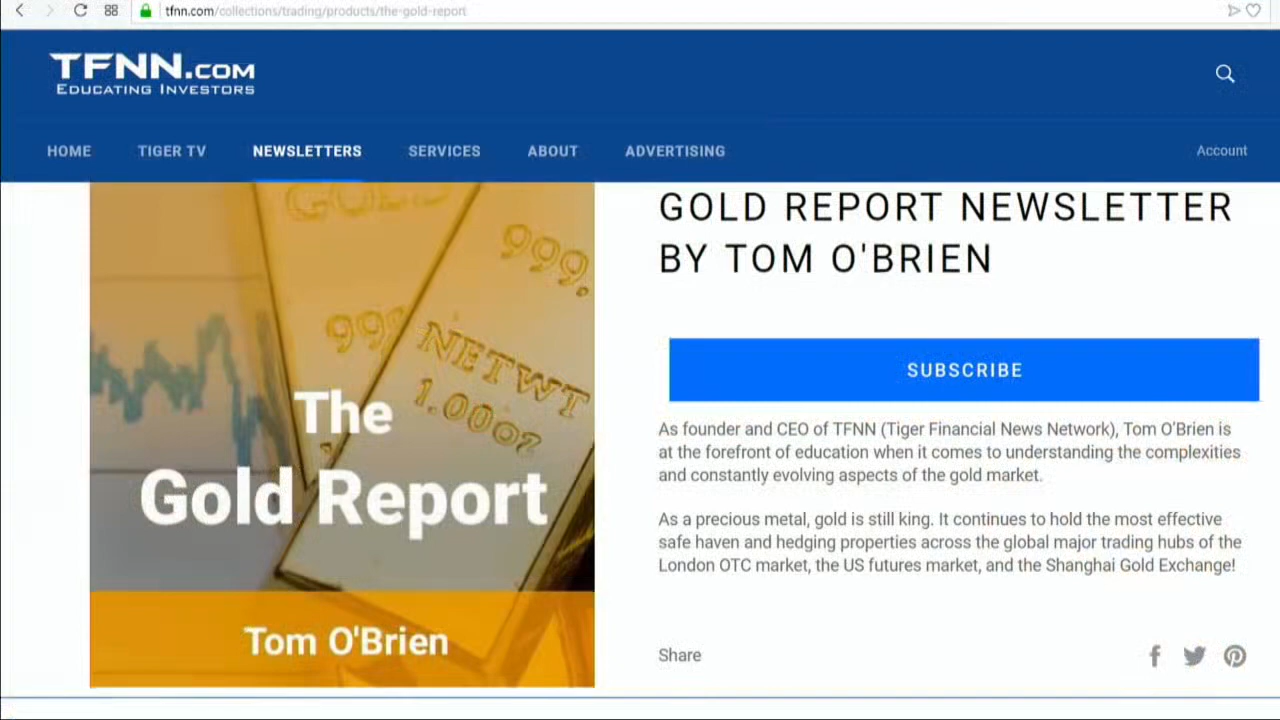 tfnn.com/collections/trading/products/the-gold-report
TFNN.COM
EDUCATING INVESTORS
HOME
TIGER TV
NEWSLETTERS
SERVICES
ABOUT
ADVERTISING
Account
GOLD
999.
999
NETWT
1.00OZ
The
Gold Report
Tom O'Brien
GOLD REPORT NEWSLETTER
BY TOM O'BRIEN
SUBSCRIBE
As founder and CEO of TFNN (Tiger Financial News Network), Tom O'Brien is
at the forefront of education when it comes to understanding the complexities
and constantly evolving aspects of the gold market.
As a precious metal, gold is still king. It continues to hold the most effective
safe haven and hedging properties across the global major trading hubs of the
London OTC market, the US futures market, and the Shanghai Gold Exchange!
Share